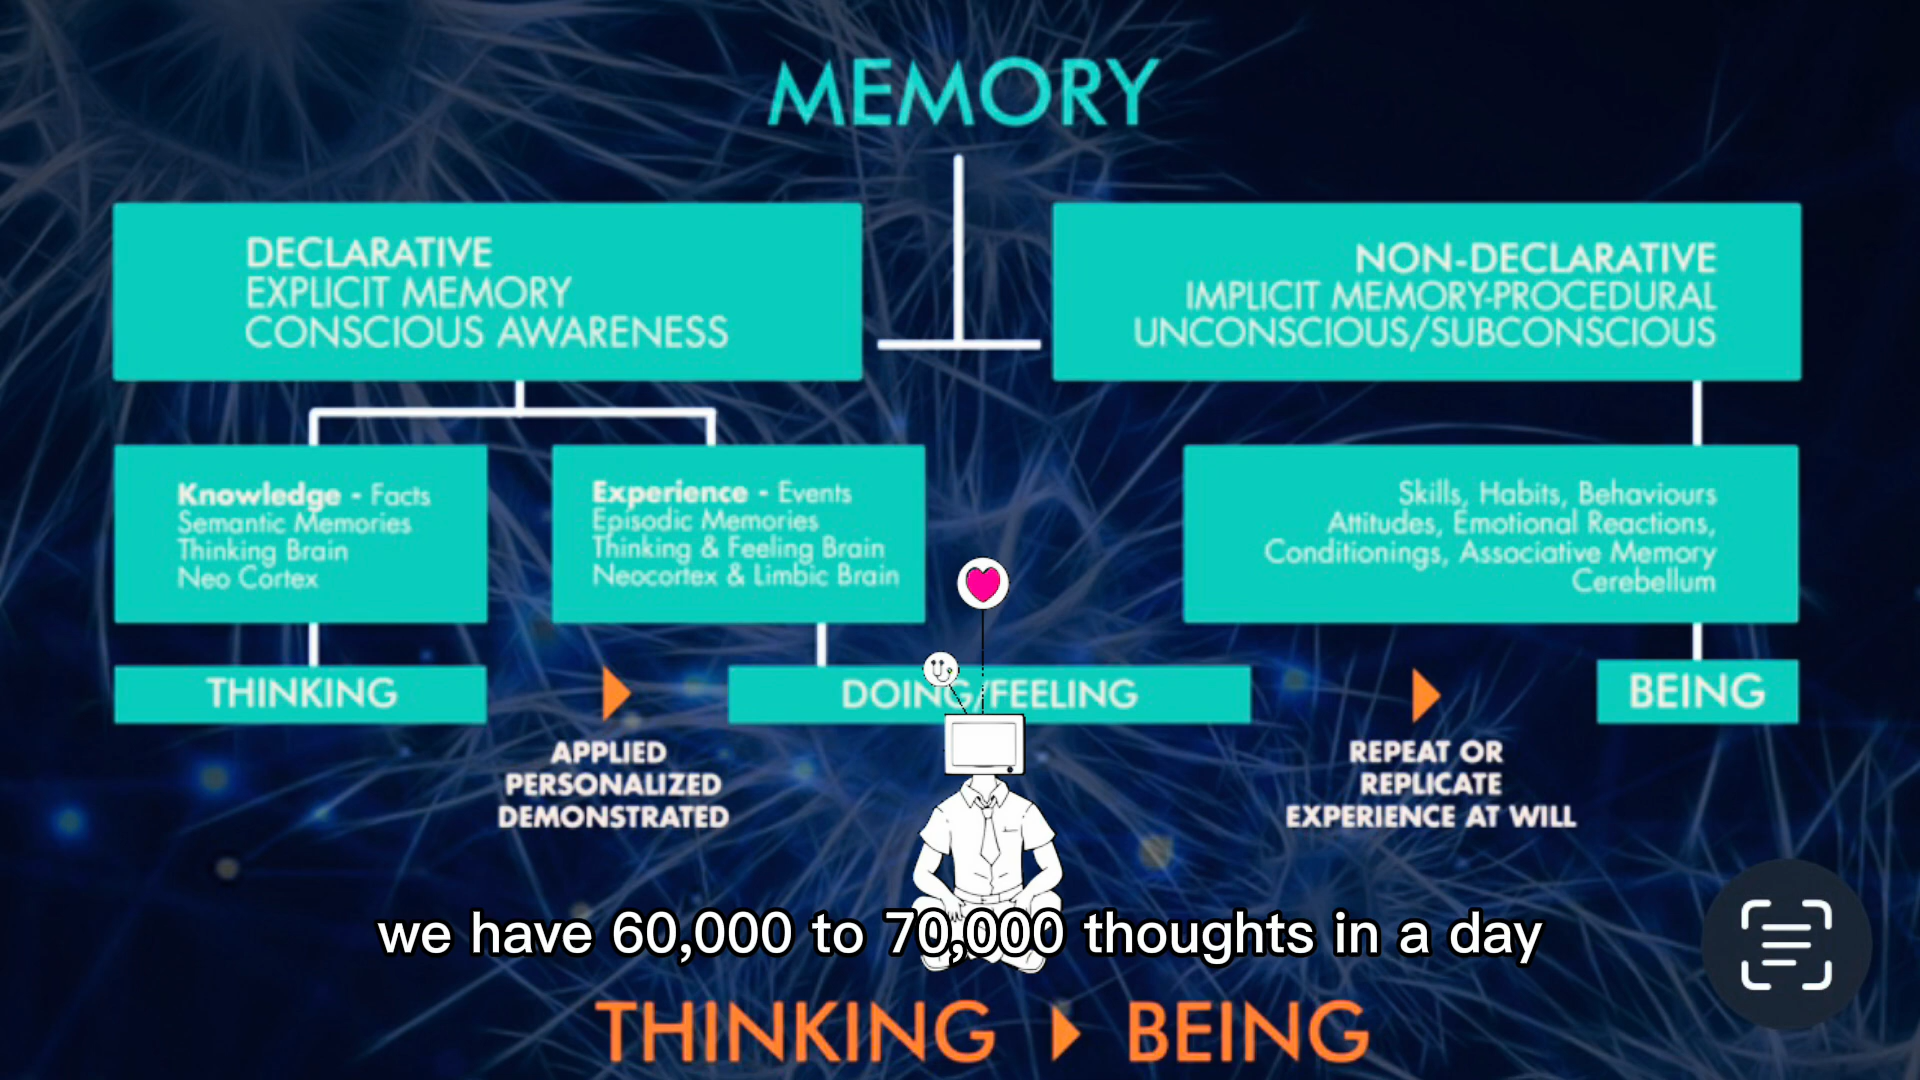 MEMORY
DECLARATIVE
EXPLICIT MEMORY
CONSCIOUS AWARENESS
NON-DECLARATIVE
IMPLICIT MEMORY-PROCEDURAL
UNCONSCIOUS/SUBCONSCIOUS
Knowledge - Facts
Semantic Memories
Thinking Brain
Neo Cortex
Experience - Events
Episodic Memories
Thinking & Feeling Brain
Neocortex & Limbic Brain
Skills, Habits, Behaviours
Attitudes, Emotional Reactions,
Conditionings, Associative Memory
Cerebellum
THINKING
DOING/FEELING
BEING
APPLIED
PERSONALIZED
DEMONSTRATED
REPEAT OR
REPLICATE
EXPERIENCE AT WILL
we have 60,000 to 70,000 thoughts in a day
THINKING BEING